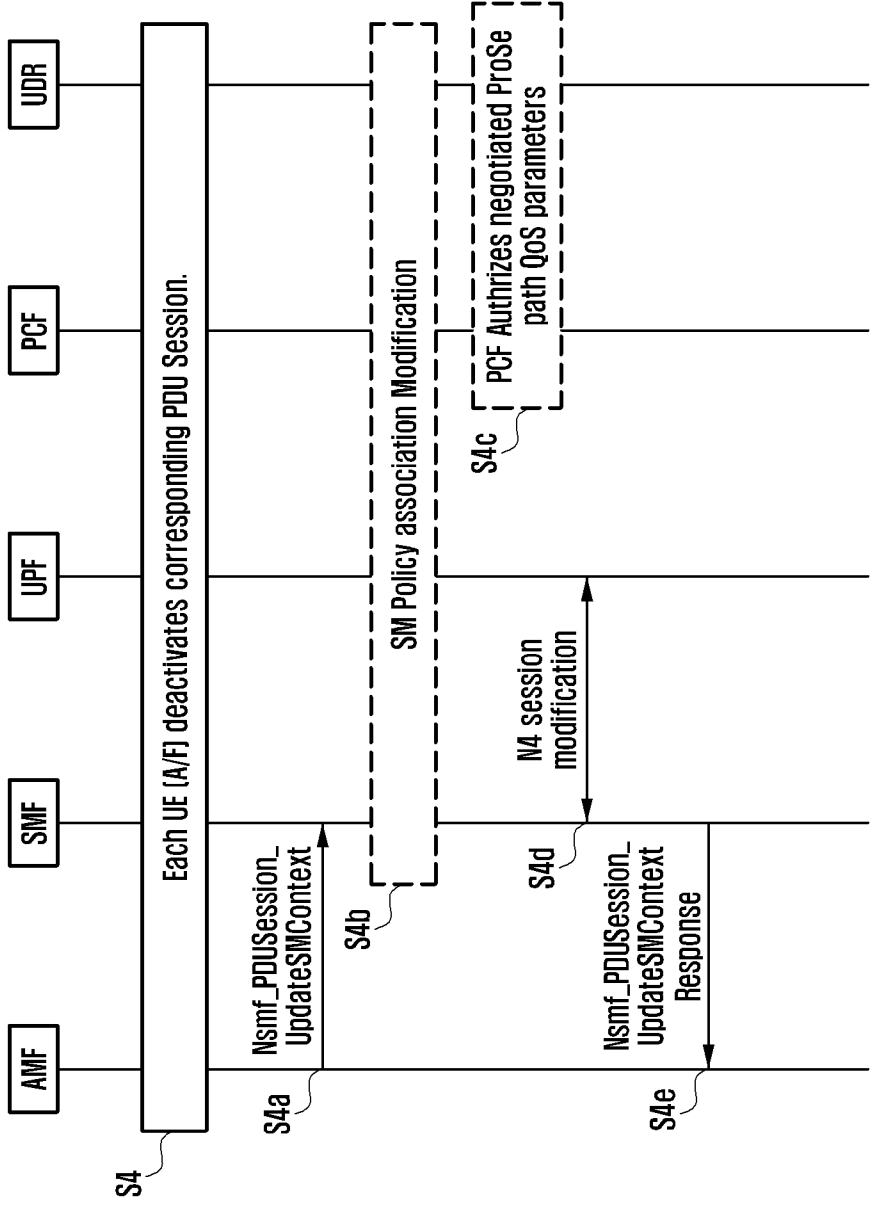 AMF
SMF
UPF
PCF
UDR
S4
Each UE (A/F) deactivates corresponding PDU Session.
S4a
Nsmf_PDUSession_
UpdateSMContext
S4b
SM Policy association Modification
S4c
PCF Authrizes negotiated ProSe
path QoS parameters
S4d
N4 session
modification
S4e
Nsmf_PDUSession_
UpdateSMContext
Response